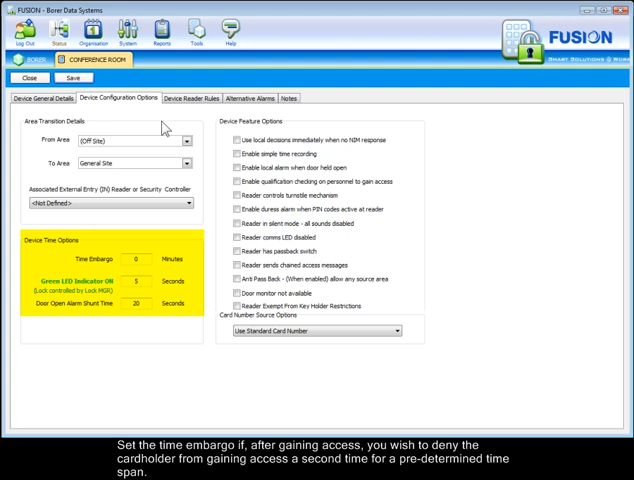 FUSION - Borer Data Systems
Log Out
Status
Organisation
System
Reports
Tools
Help
FUSION
SMART SOLUTIONS @ WORK
BORER
CONFERENCE ROOM
Close
Save
Device General Details
Device Configuration Options
Device Reader Rules
Alternative Alarms
Notes
Area Transition Details
From Area
(Off Site)
To Area
General Site
Associated External Entry (IN) Reader or Security Controller
<Not Defined>
Device Time Options
Time Embargo 0 Minutes
Green LED Indicator ON 5 Seconds
(Lock controlled by Lock MGR)
Door Open Alarm Shunt Time 20 Seconds
Device Feature Options
Use local decisions immediately when no NIM response
Enable simple time recording
Enable local alarm when door held open
Enable qualification checking on personnel to gain access
Reader controls turnstile mechanism
Enable duress alarm when PIN codes active at reader
Reader in silent mode - all sounds disabled
Reader comms LED disabled
Reader has passback switch
Reader sends chained access messages
Anti Pass Back - (When enabled) allow any source area
Door monitor not available
Reader Exempt From Key Holder Restrictions
Card Number Source Options
Use Standard Card Number
Set the time embargo if, after gaining access, you wish to deny the
cardholder from gaining access a second time for a pre-determined time
span.